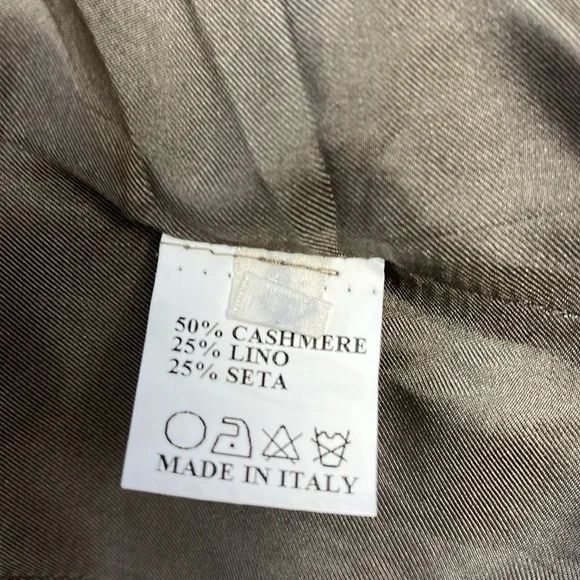 50% CASHMERE
25% LINO
25% SETA
MADE IN ITALY